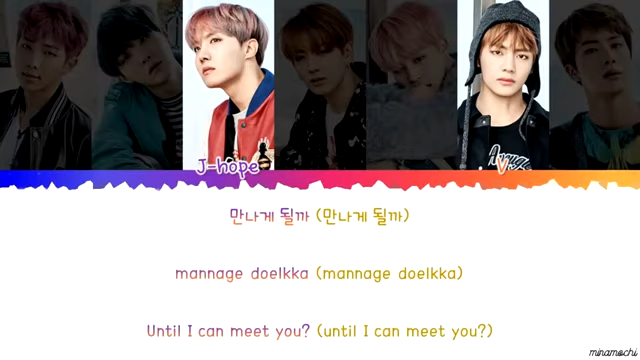 J-hope
V
만나게 될까 (만나게 될까)
mannage doelkka (mannage doelkka)
Until I can meet you? (until I can meet you?)
minamochi